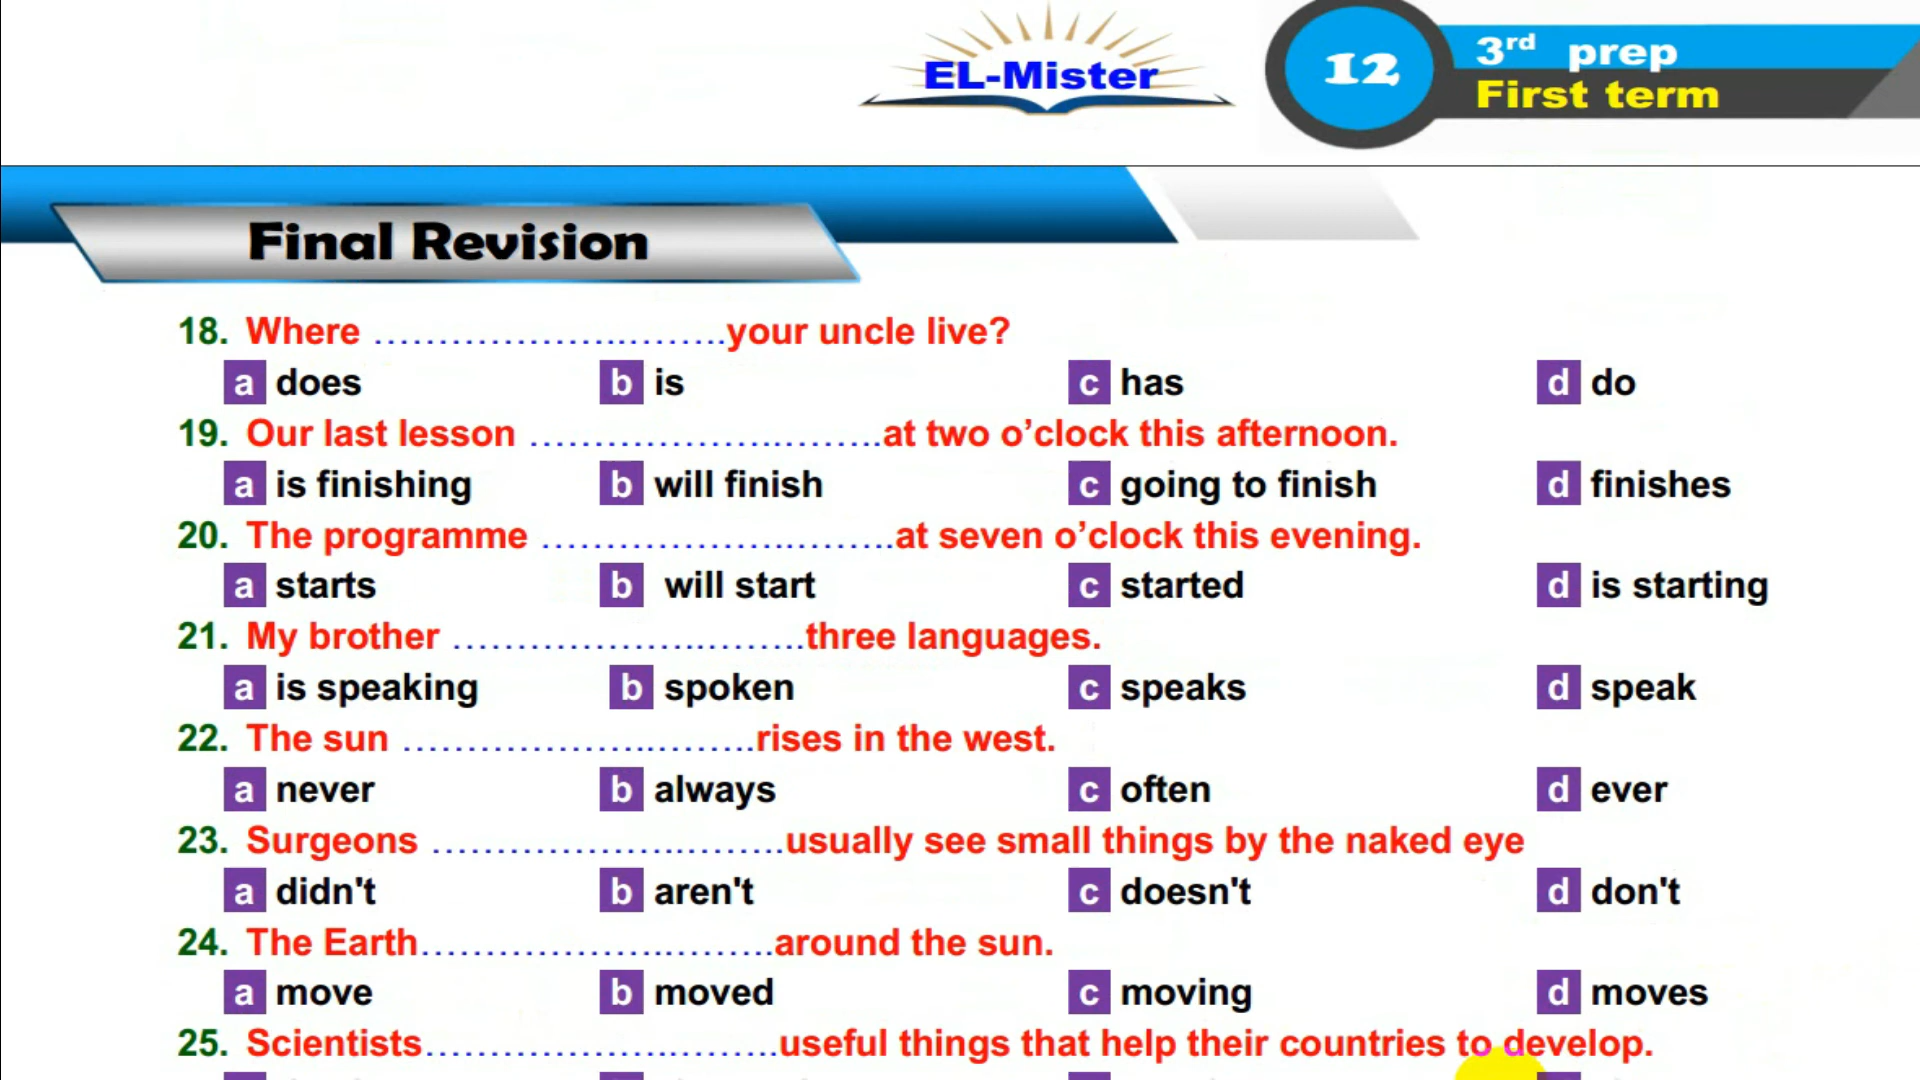 EL-Mister
12
3rd prep
First term
Final Revision
18. Where ………………..……..your uncle live?
a does b is c has d do
19. Our last lesson ………………..……..at two o’clock this afternoon.
a is finishing b will finish c going to finish d finishes
20. The programme ………………..……..at seven o’clock this evening.
a starts b will start c started d is starting
21. My brother ………………..……..three languages.
a is speaking b spoken c speaks d speak
22. The sun ………………..……..rises in the west.
a never b always c often d ever
23. Surgeons ………………..……..usually see small things by the naked eye
a didn't b aren't c doesn't d don't
24. The Earth………………..……..around the sun.
a move b moved c moving d moves
25. Scientists………………..……..useful things that help their countries to develop.